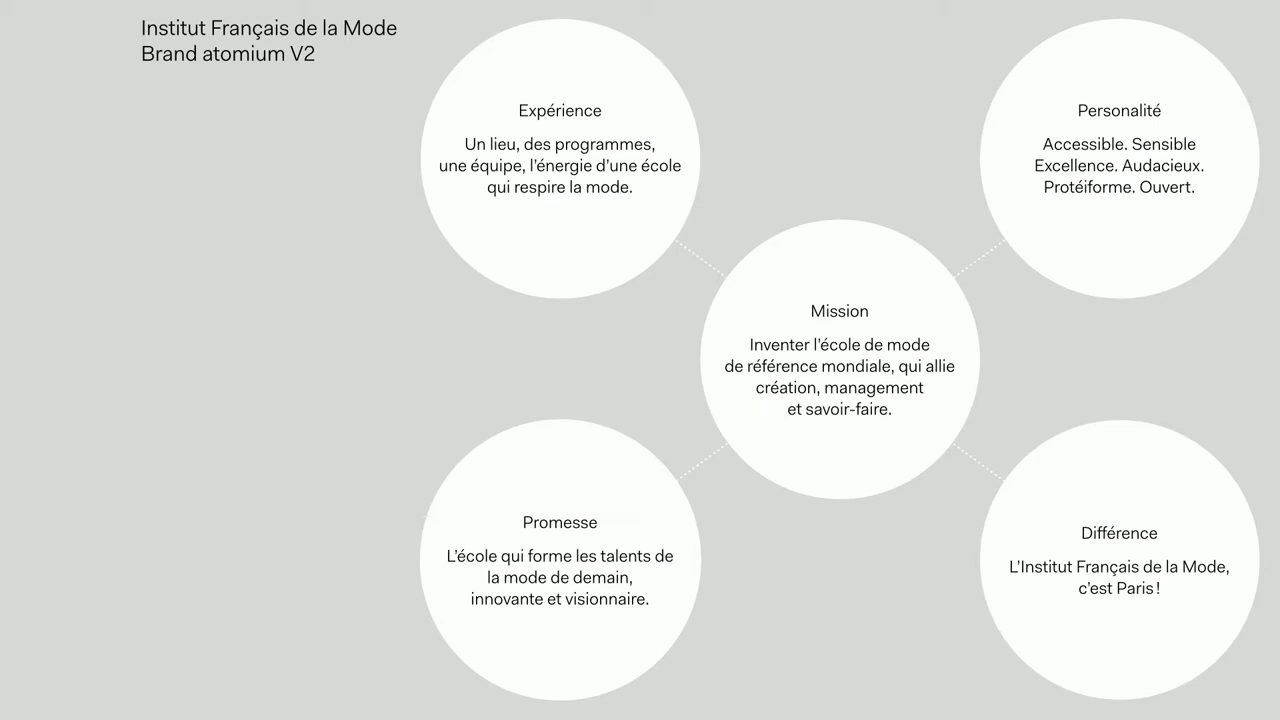 Institut Français de la Mode
Brand atomium V2
Expérience
Un lieu, des programmes,
une équipe, l'énergie d'une école
qui respire la mode.
Personalité
Accessible. Sensible
Excellence. Audacieux.
Protéiforme. Ouvert.
Mission
Inventer l'école de mode
de référence mondiale, qui allie
création, management
et savoir-faire.
Promesse
L'école qui forme les talents de
la mode de demain,
innovante et visionnaire.
Différence
L'Institut Français de la Mode,
c'est Paris !